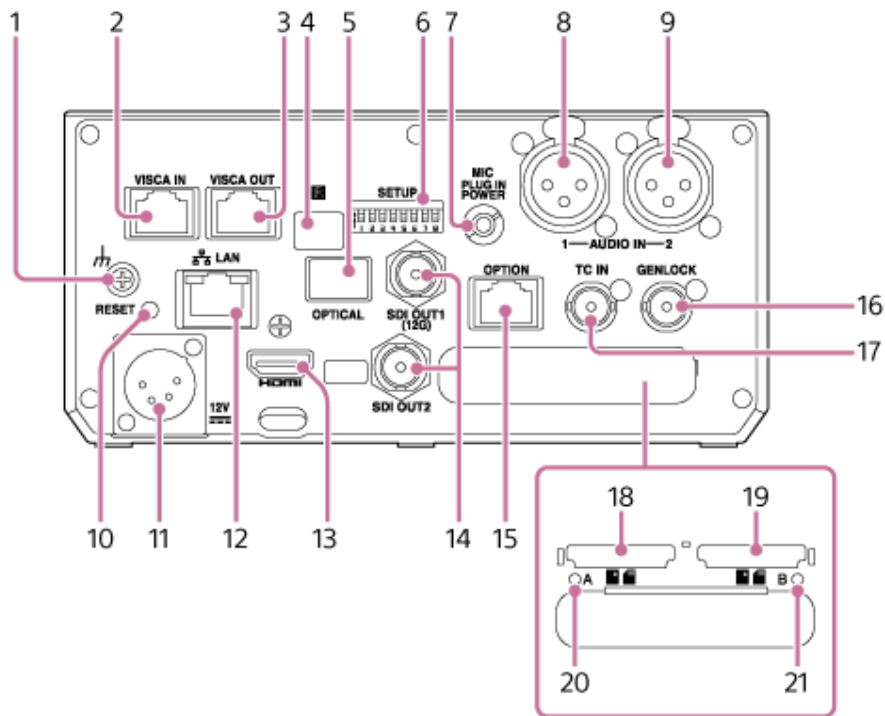 1 2 3 4 5 6 7 8 9
VISCA IN VISCA OUT
SETUP
1 2 3 4 5 6 7 8
MIC
PLUG IN
POWER
1—AUDIO IN—2
LAN
RESET
OPTICAL
SDI OUT1
(12G)
OPTION
TC IN
GENLOCK
16
17
HDMI
12V
SDI OUT2
10 11 12 13 14 15
18 19
A B
20 21